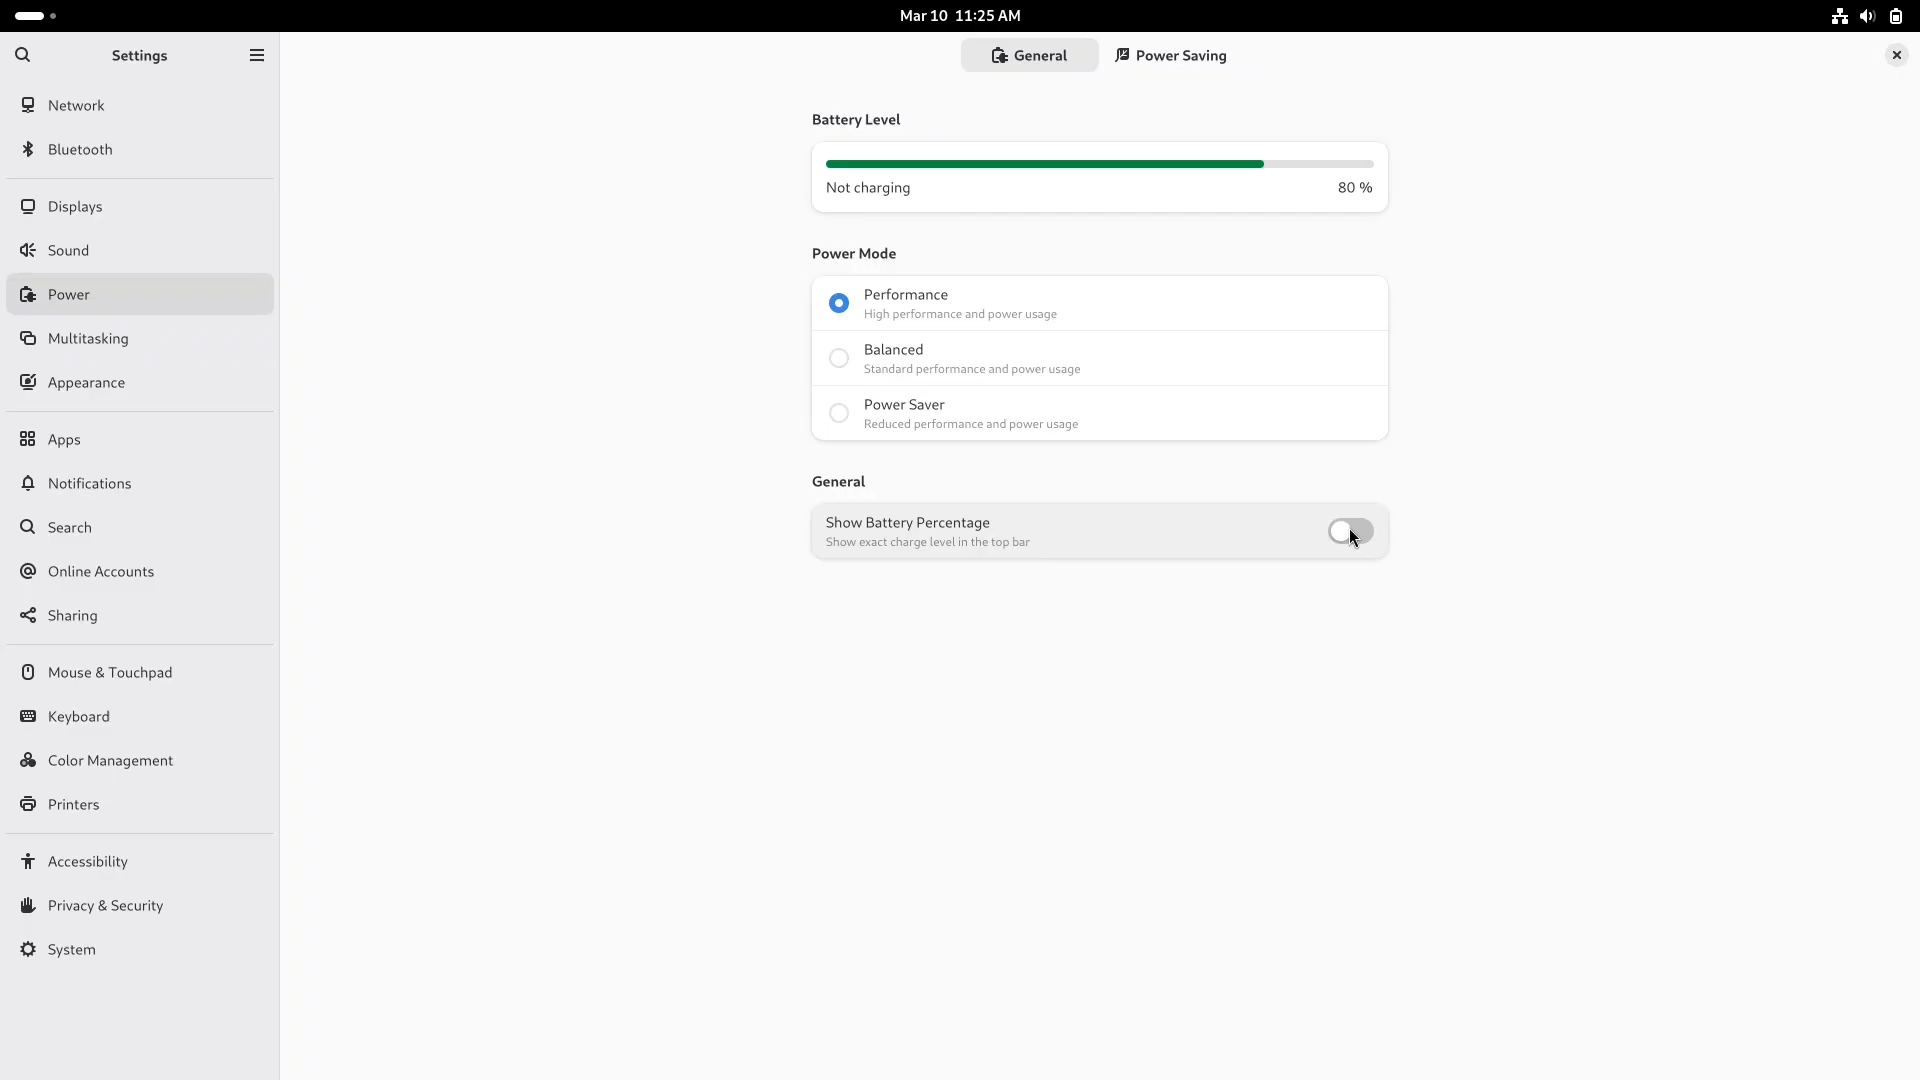 Mar 10 11:25 AM
Settings
General
Power Saving
Network
Bluetooth
Displays
Sound
Power
Multitasking
Appearance
Apps
Notifications
Search
Online Accounts
Sharing
Mouse & Touchpad
Keyboard
Color Management
Printers
Accessibility
Privacy & Security
System
Battery Level
Not charging
80 %
Power Mode
Performance
High performance and power usage
Balanced
Standard performance and power usage
Power Saver
Reduced performance and power usage
General
Show Battery Percentage
Show exact charge level in the top bar